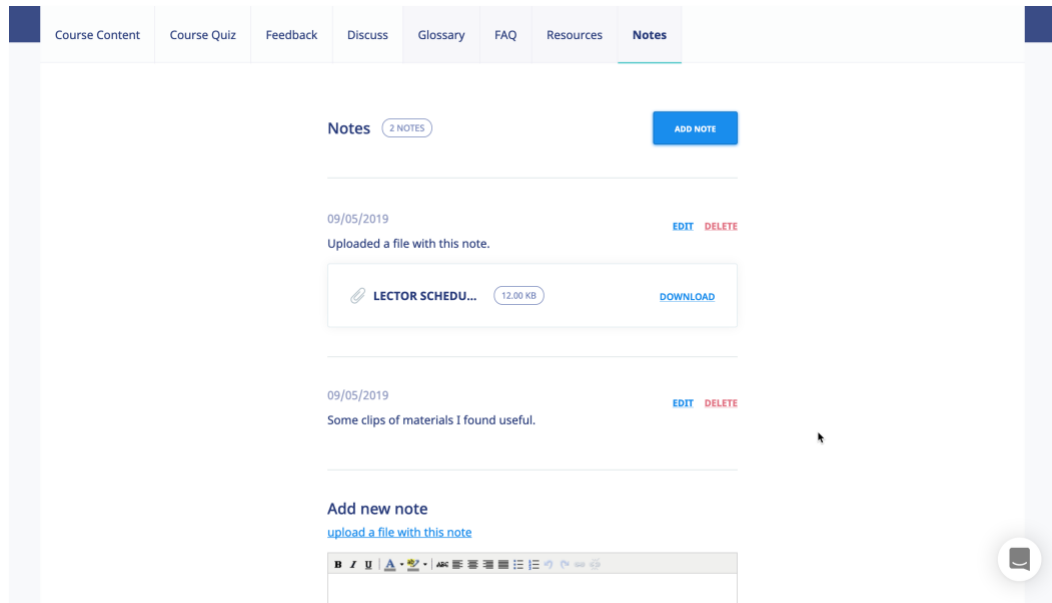 Course Content Course Quiz Feedback Discuss Glossary FAQ Resources Notes
Notes 2 NOTES ADD NOTE
09/05/2019
EDIT DELETE
Uploaded a file with this note.
LECTOR SCHEDU... 12.00 KB DOWNLOAD
09/05/2019
EDIT DELETE
Some clips of materials I found useful.
Add new note
upload a file with this note
B I U A ABC